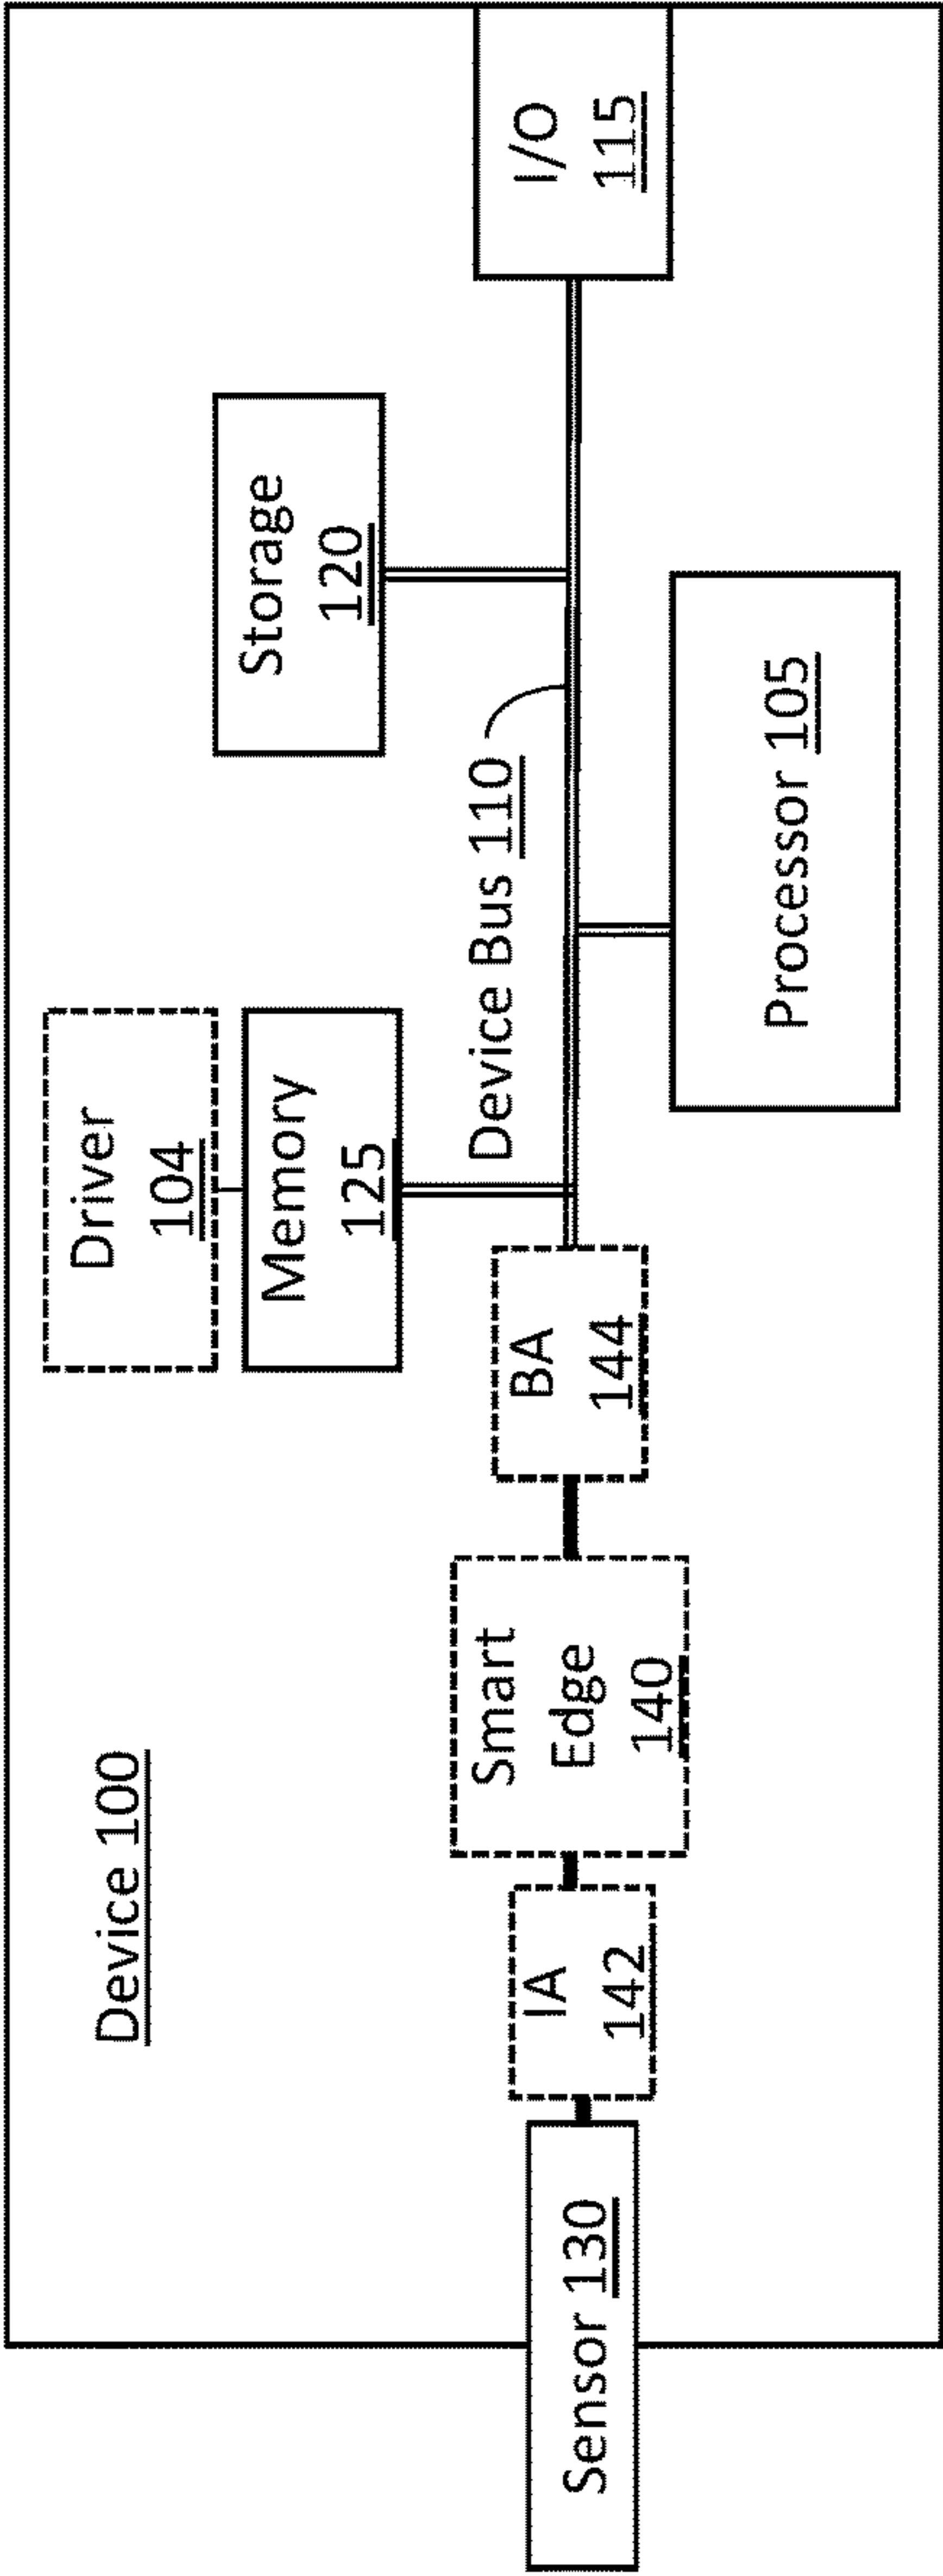 Device 100
Driver
104
Memory
125
Storage
120
Device Bus 110
Sensor 130
IA
142
Smart
Edge
140
BA
144
I/O
115
Processor 105